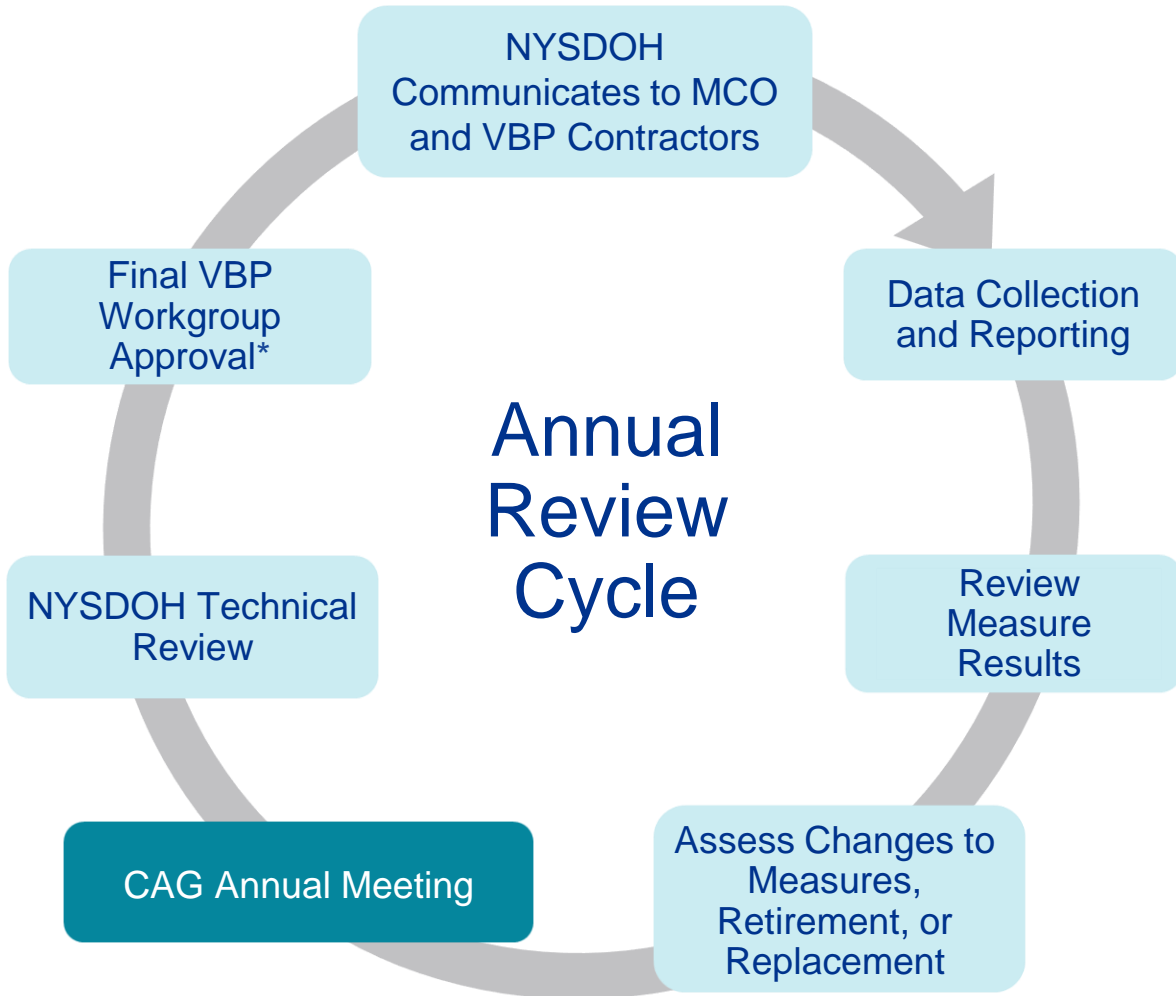 NYSDOH
Communicates to MCO
and VBP Contractors
Data Collection
and Reporting
Review
Measure
Results
Assess Changes to
Measures,
Retirement, or
Replacement
CAG Annual Meeting
NYSDOH Technical
Review
Final VBP
Workgroup
Approval*
Annual
Review
Cycle